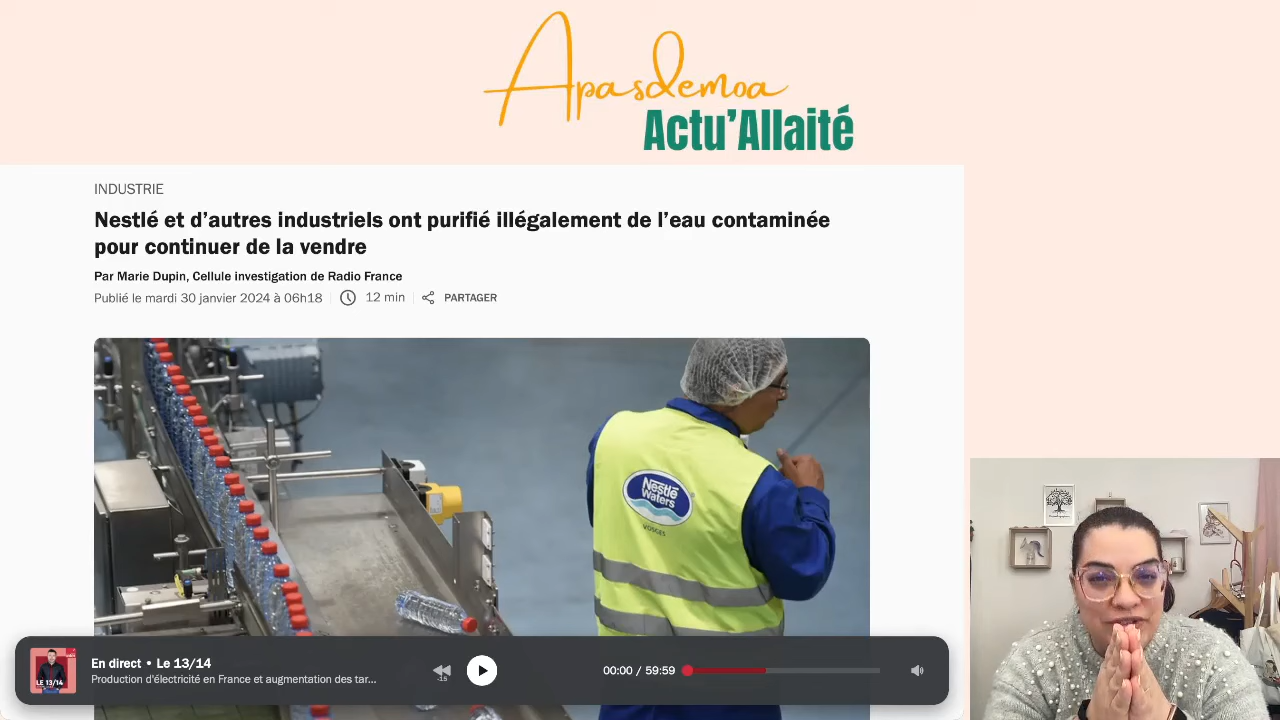 Apasdemoa
Actu’Allaité
INDUSTRIE
Nestlé et d’autres industriels ont purifié illégalement de l’eau contaminée
pour continuer de la vendre
Par Marie Dupin, Cellule investigation de Radio France
Publié le mardi 30 janvier 2024 à 06h18
12 min
PARTAGER
Nestlé
Waters
VOSGES
LE 13/14
En direct • Le 13/14
Production d'électricité en France et augmentation des tar...
-15
00:00 / 59:59